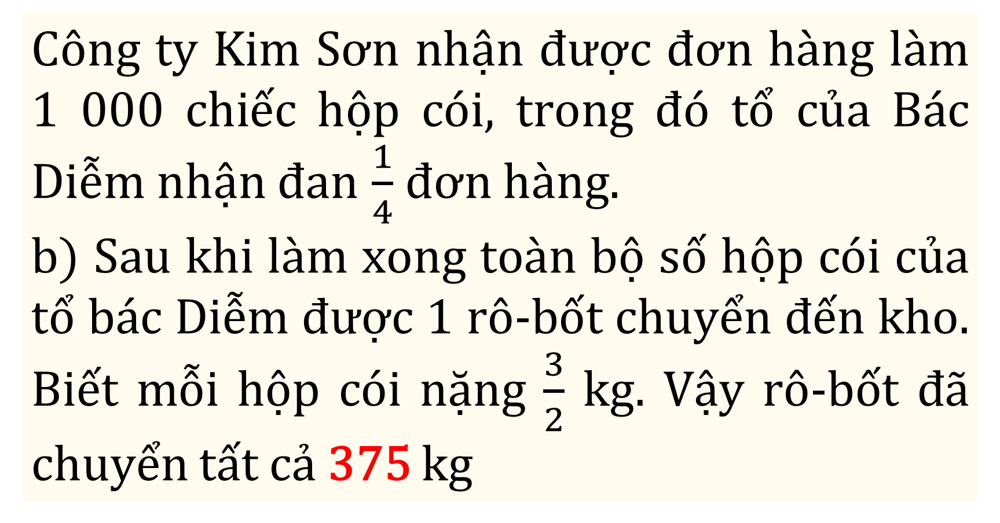 Công ty Kim Sơn nhận được đơn hàng làm
1 000 chiếc hộp cói, trong đó tổ của Bác
Diễm nhận đan 1/4 đơn hàng.
b) Sau khi làm xong toàn bộ số hộp cói của
tổ bác Diễm được 1 rô-bốt chuyển đến kho.
Biết mỗi hộp cói nặng 3/2 kg. Vậy rô-bốt đã
chuyển tất cả 375 kg